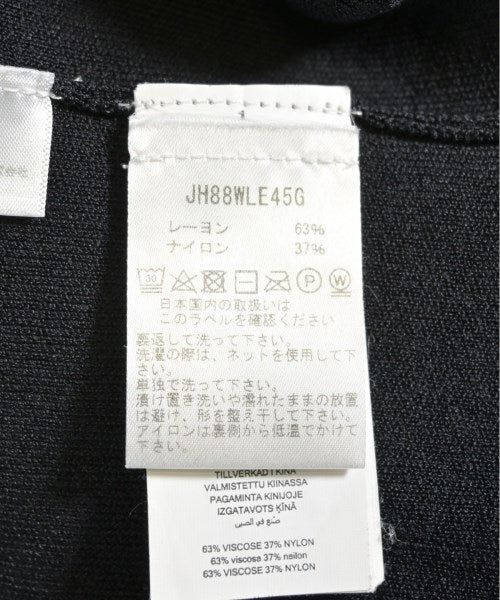 JH88WLE45G
レーヨン 63%
ナイロン 37%
30 P W
日本国内の取扱いは
このラベルを確認ください
裏返して洗って下さい。
洗濯の際は、ネットを使用して下
さい。
単独で洗って下さい。
漬け置き洗いや濡れたままの放置
は避け、形を整え干して下さい。
アイロンは裏側から低温でかけて
下さい。
TILLVERKAD I KINA
VALMISTETTU KIINASSA
PAGAMINTA KINIJOJE
IZGATAVOTS ĶĪNĀ
صنع في الصين
63% VISCOSE 37% NYLON
63% viscosa 37% nailon
63% VISCOSE 37% NYLON